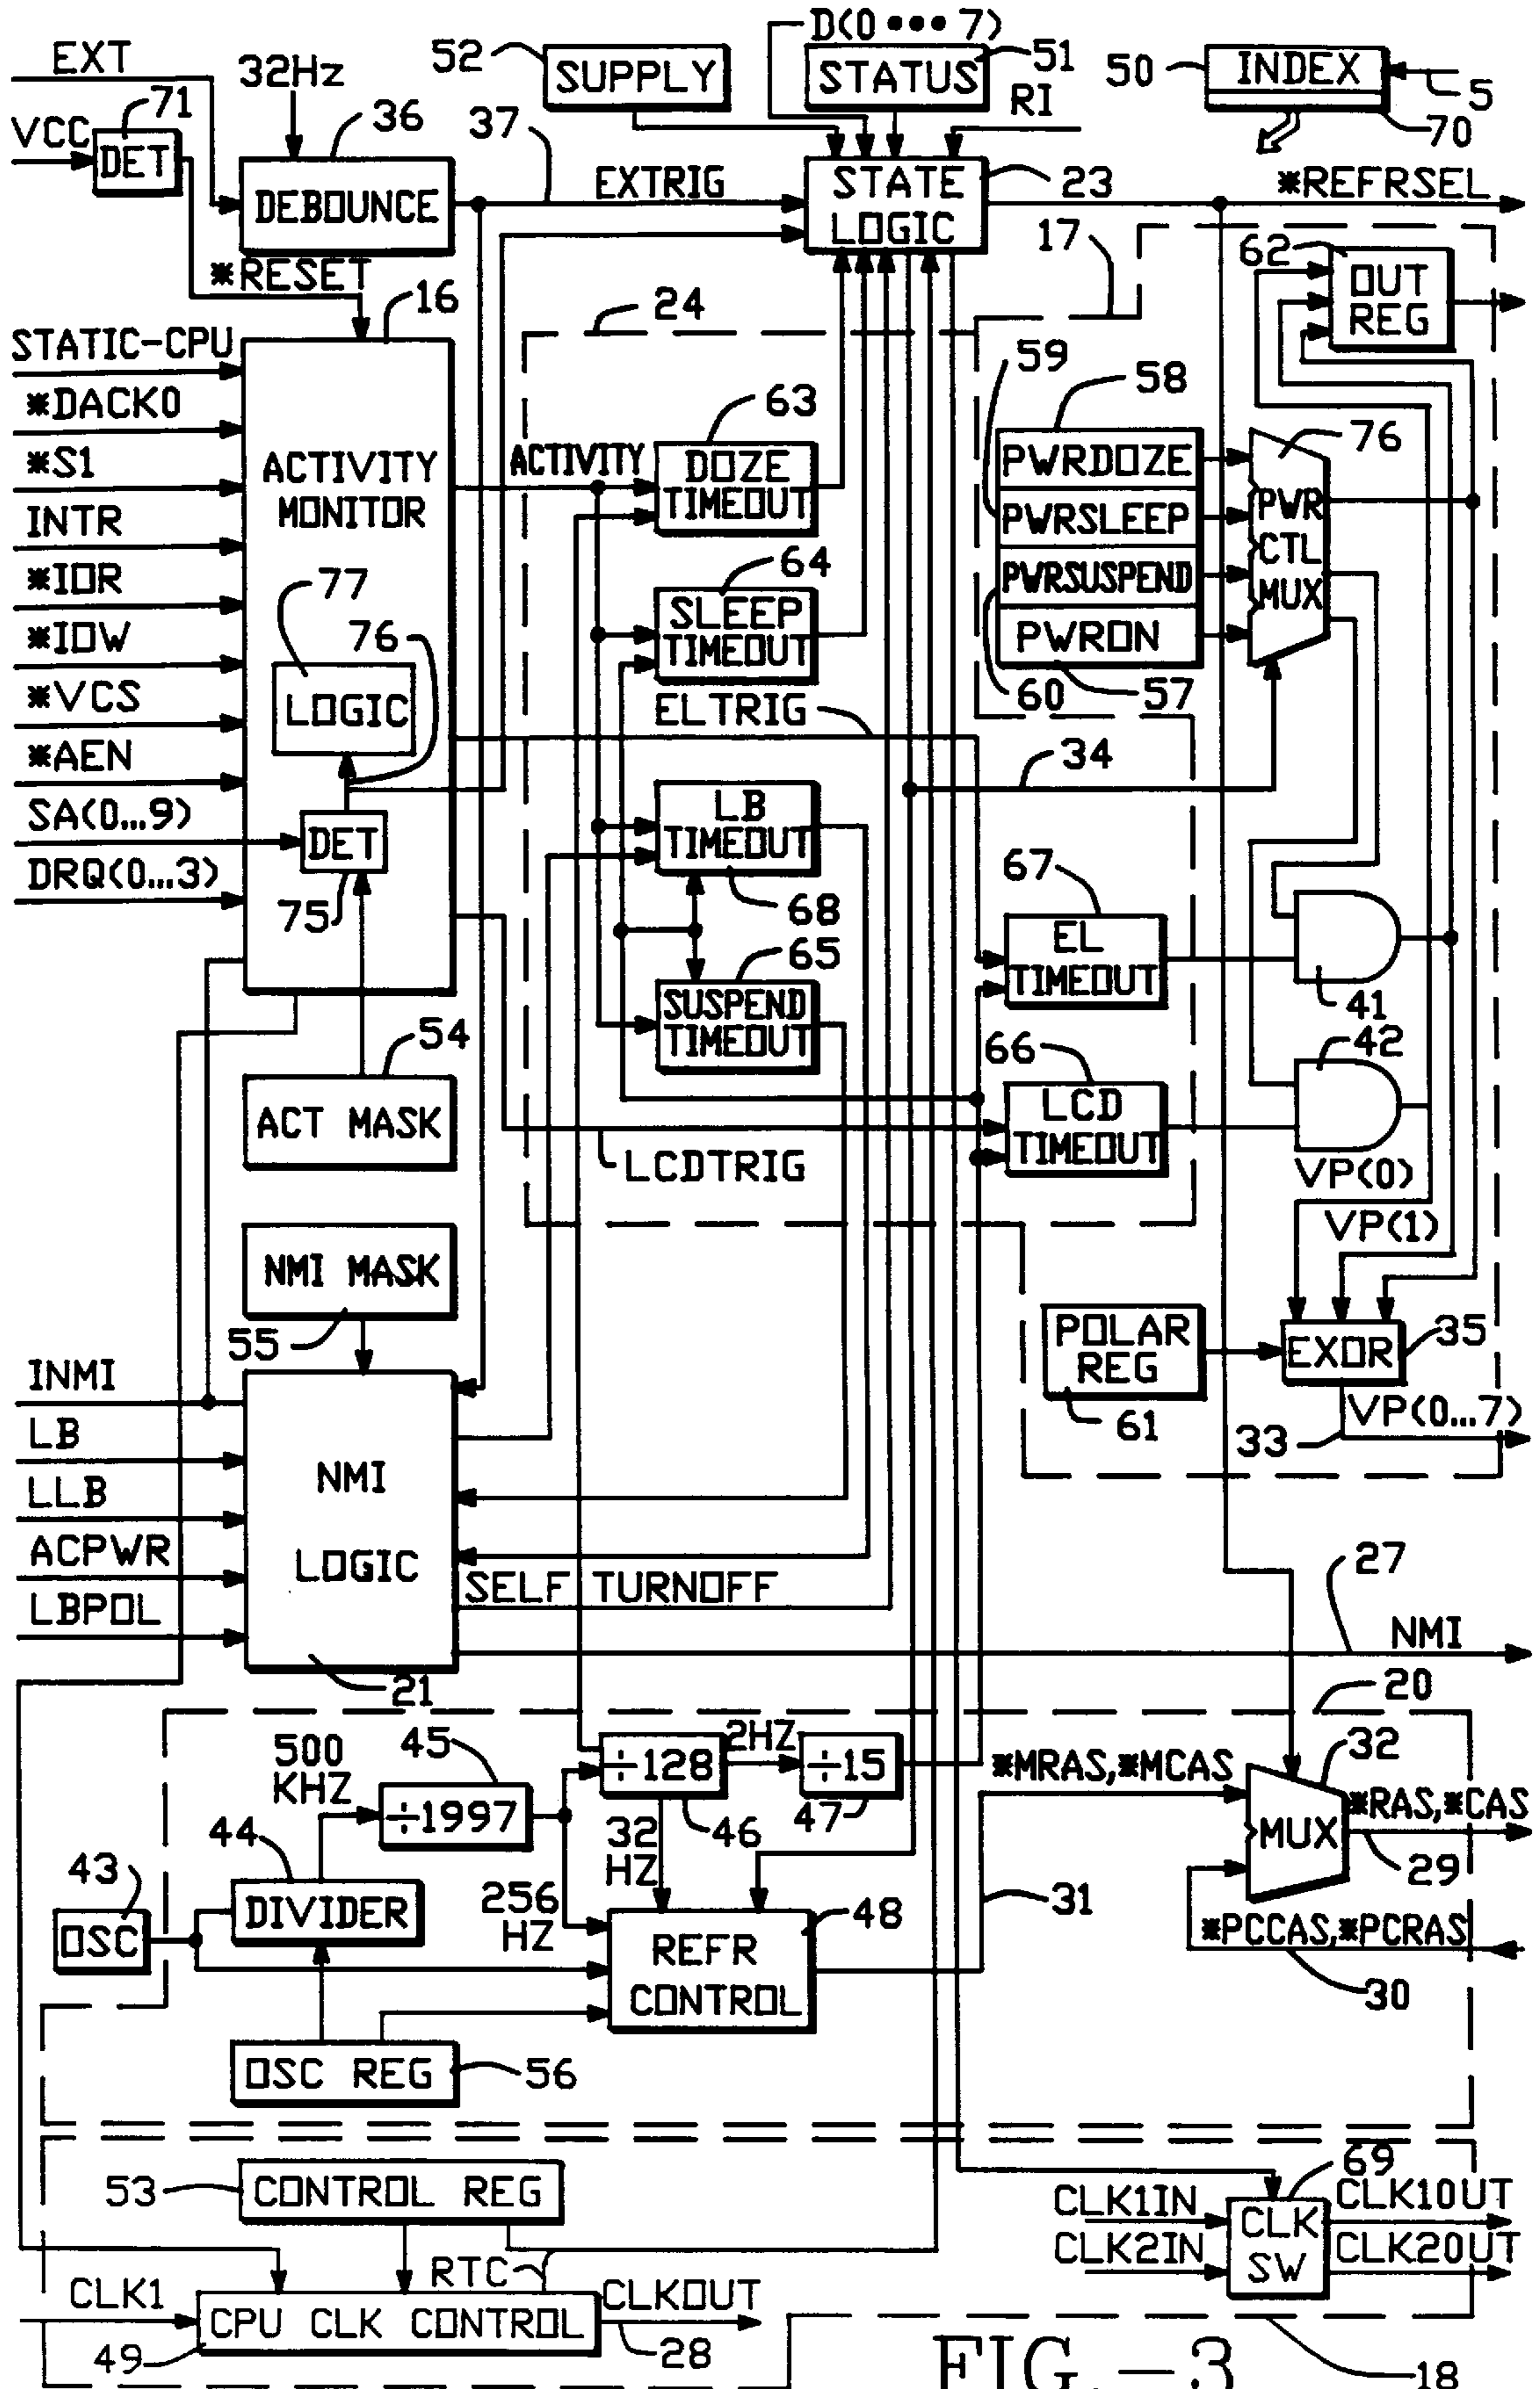 D(0 ••• 7)
EXT
32Hz
52
SUPPLY
STATUS
51
50
INDEX
5
71
VCC
DET
36
37
RI
70
DEBOUNCE
EXTRIG
STATE
LOGIC
23
*REFRSEL
*RESET
16
24
17
62
OUT
REG
STATIC-CPU
*DACK0
*S1
INTR
*IOR
*IOW
*VCS
*AEN
SA(0...9)
DRQ(0...3)
ACTIVITY
MONITOR
77
76
LOGIC
DET
75
ACTIVITY
63
DOZE
TIMEOUT
64
SLEEP
TIMEOUT
ELTRIG
LB
TIMEOUT
68
65
SUSPEND
TIMEOUT
59
58
PWRDOZE
PWRSLEEP
PWRSUSPEND
PWRON
60
57
76
PWR
CTL
MUX
34
67
EL
TIMEOUT
41
66
LCD
TIMEOUT
42
54
ACT MASK
LCDTRIG
VP(0)
VP(1)
NMI MASK
55
POLAR
REG
61
EXOR
35
33
VP(0...7)
INMI
LB
LLB
ACPWR
LBPOL
NMI
LOGIC
21
SELF TURNOFF
27
NMI
20
500
KHZ
45
÷1997
÷128
46
2HZ
÷15
47
*MRAS,*MCAS
32
MUX
*RAS,*CAS
29
44
43
OSC
DIVIDER
32
HZ
256
HZ
REFR
CONTROL
48
31
*PCCAS,*PCRAS
30
OSC REG
56
53
CONTROL REG
69
CLK1IN
CLK2IN
CLK
SW
CLK1OUT
CLK2OUT
RTC
CLK1
CPU CLK CONTROL
CLKOUT
49
28
FIG.-3
18